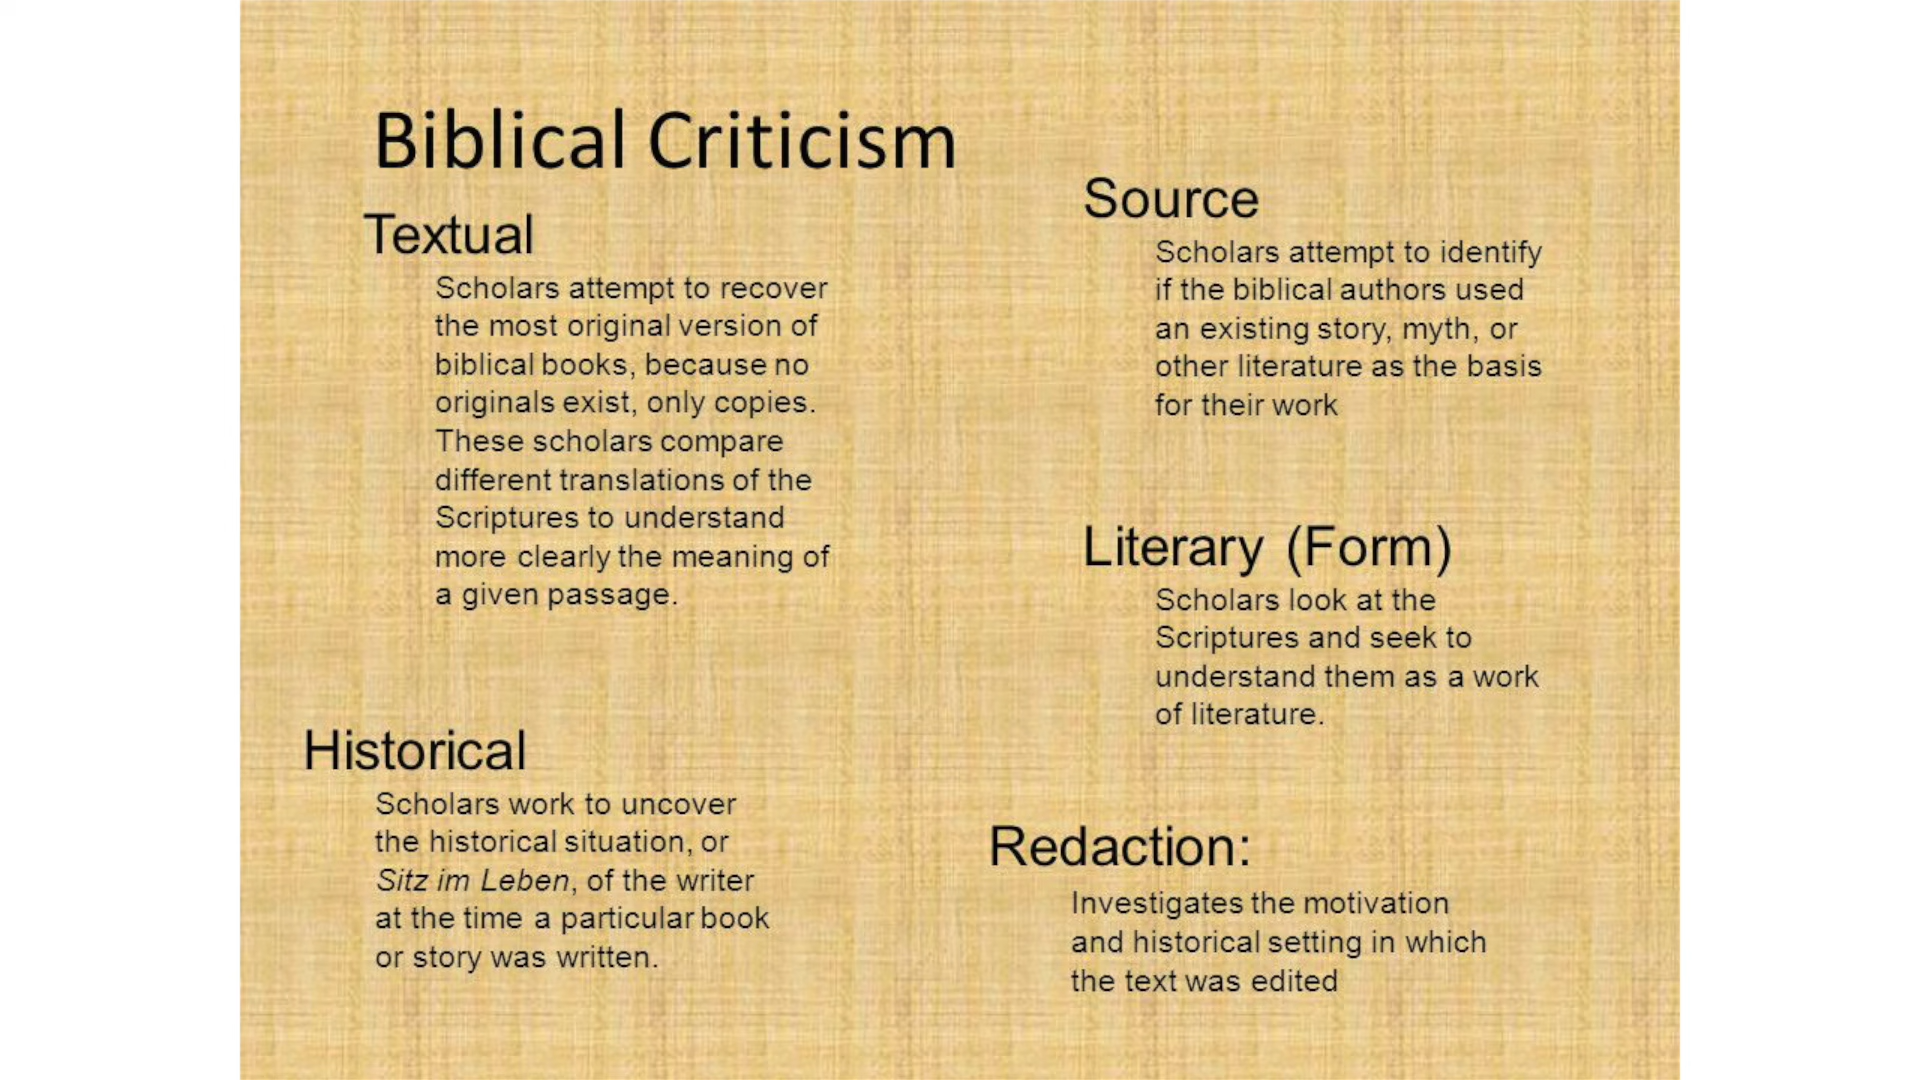 Biblical Criticism
Textual
Scholars attempt to recover
the most original version of
biblical books, because no
originals exist, only copies.
These scholars compare
different translations of the
Scriptures to understand
more clearly the meaning of
a given passage.
Historical
Scholars work to uncover
the historical situation, or
Sitz im Leben, of the writer
at the time a particular book
or story was written.
Source
Scholars attempt to identify
if the biblical authors used
an existing story, myth, or
other literature as the basis
for their work
Literary (Form)
Scholars look at the
Scriptures and seek to
understand them as a work
of literature.
Redaction:
Investigates the motivation
and historical setting in which
the text was edited